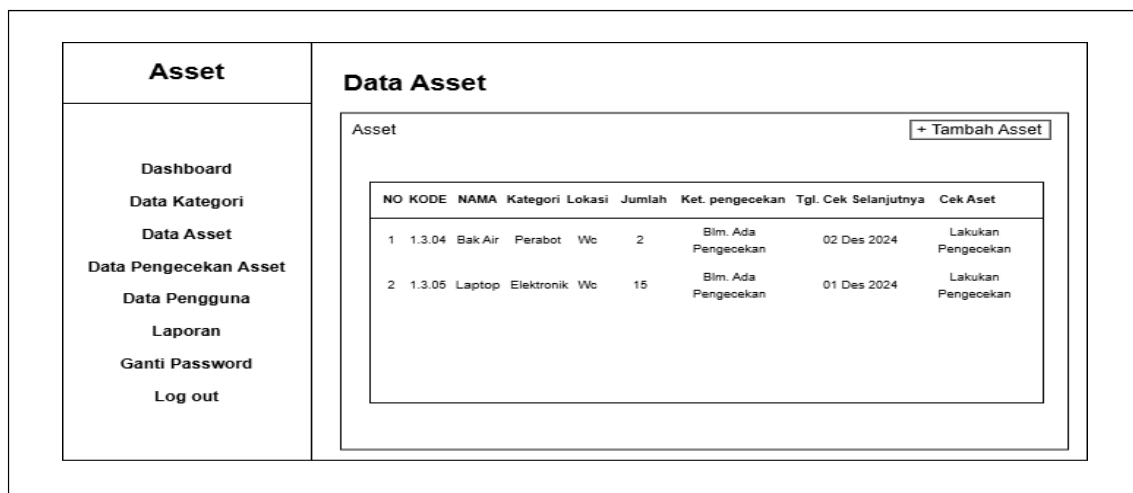 Asset
Dashboard
Data Kategori
Data Asset
Data Pengecekan Asset
Data Pengguna
Laporan
Ganti Password
Log out
Data Asset
Asset
+ Tambah Asset
NO KODE NAMA Kategori Lokasi Jumlah Ket. pengecekan Tgl. Cek Selanjutnya Cek Aset
1 1.3.04 Bak Air Perabot Wc 2 Blm. Ada Pengecekan 02 Des 2024 Lakukan Pengecekan
2 1.3.05 Laptop Elektronik Wc 15 Blm. Ada Pengecekan 01 Des 2024 Lakukan Pengecekan